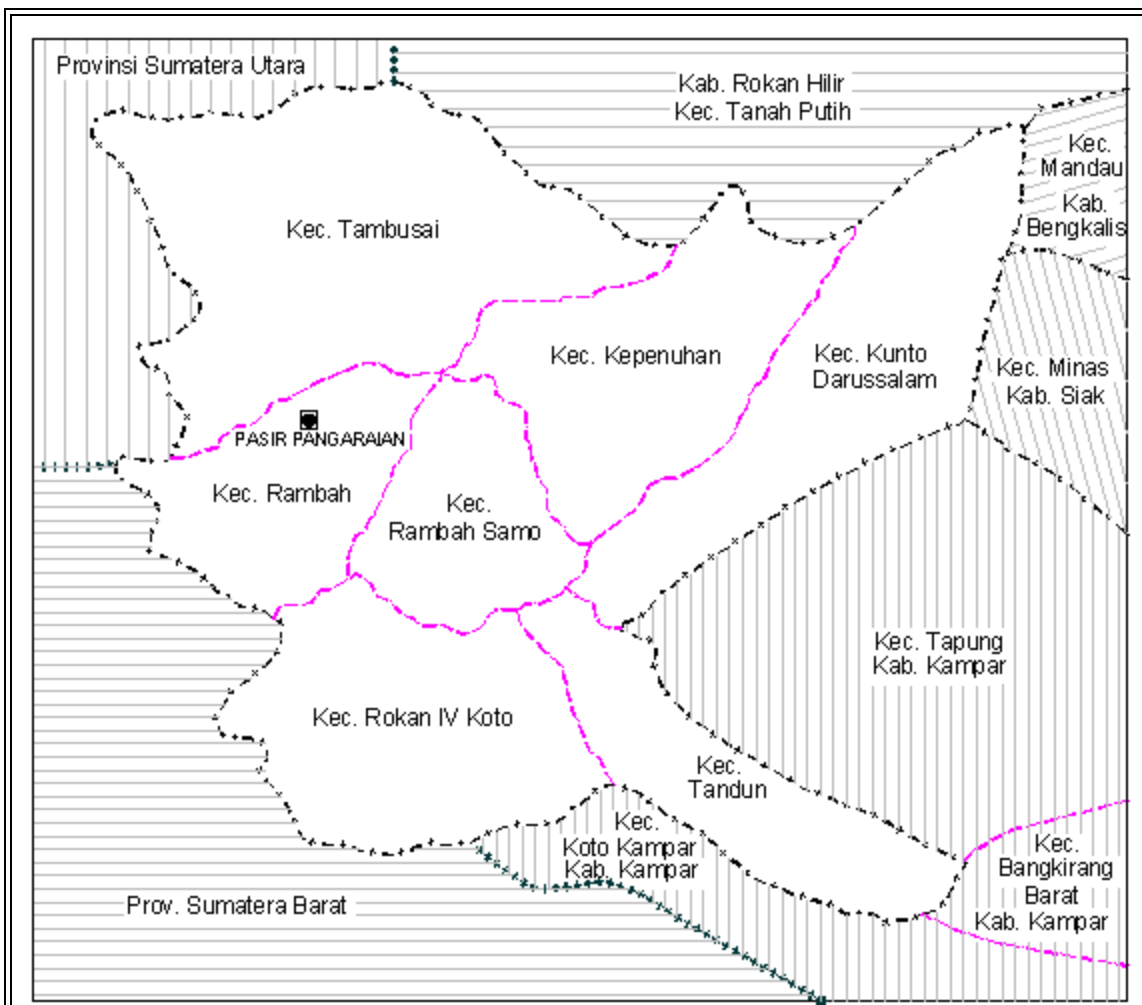 Provinsi Sumatera Utara
Kab. Rokan Hilir
Kec. Tanah Putih
Kec.
Mandau
Kab.
Bengkalis
Kec. Tambusai
Kec. Kepenuhan
Kec. Kunto
Darussalam
Kec. Minas
Kab. Siak
PASIR PANGARAIAN
Kec. Rambah
Kec.
Rambah Samo
Kec. Tapung
Kab. Kampar
Kec. Rokan IV Koto
Kec.
Tandun
Kec.
Koto Kampar
Kab. Kampar
Kec.
Bangkirang
Barat
Kab. Kampar
Prov. Sumatera Barat